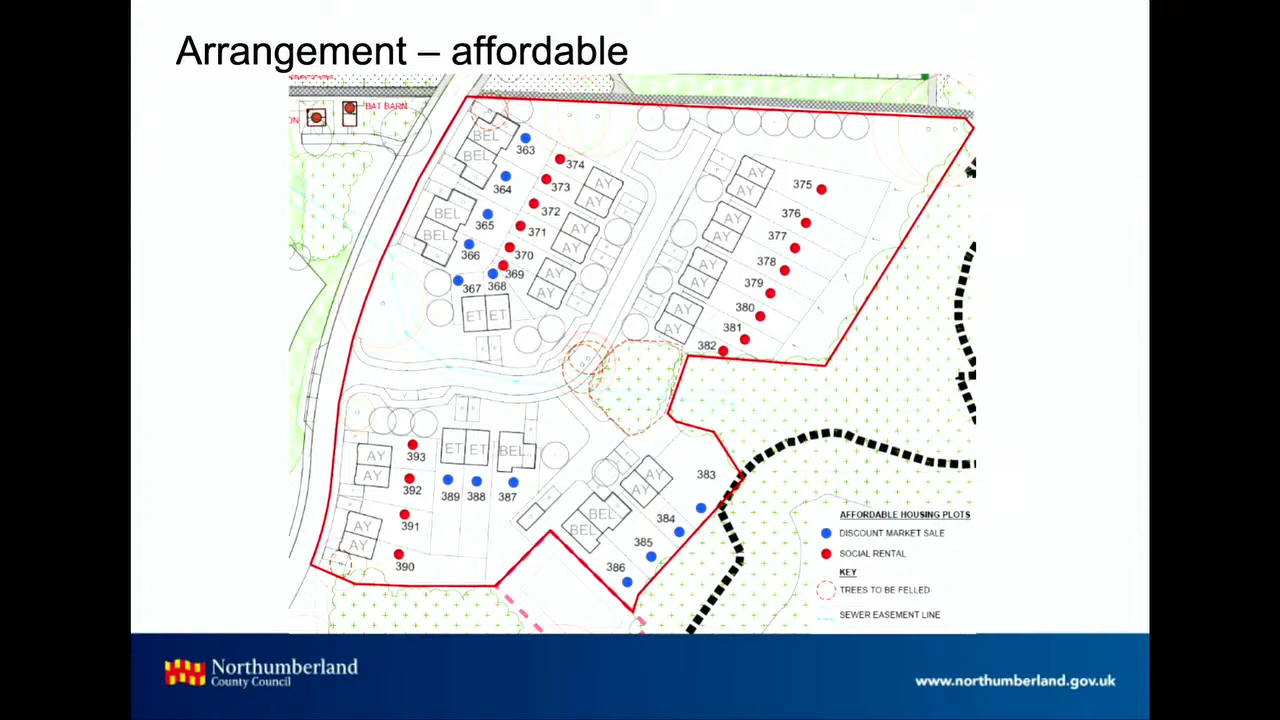 Arrangement – affordable
BAT BARN
ON
BEL
BEL
363
364
374
373
AY
AY
372
BEL
BEL
365
366
371
AY
AY
370
369
AY
AY
367
368
ET
ET
AY
AY
375
376
AY
AY
377
378
AY
AY
379
380
AY
AY
381
382
AY
AY
393
392
ET
ET
BEL
389
388
387
391
AY
AY
390
383
AY
AY
384
BEL
BEL
385
386
AFFORDABLE HOUSING PLOTS
DISCOUNT MARKET SALE
SOCIAL RENTAL
KEY
TREES TO BE FELLED
SEWER EASEMENT LINE
Northumberland
County Council
www.northumberland.gov.uk